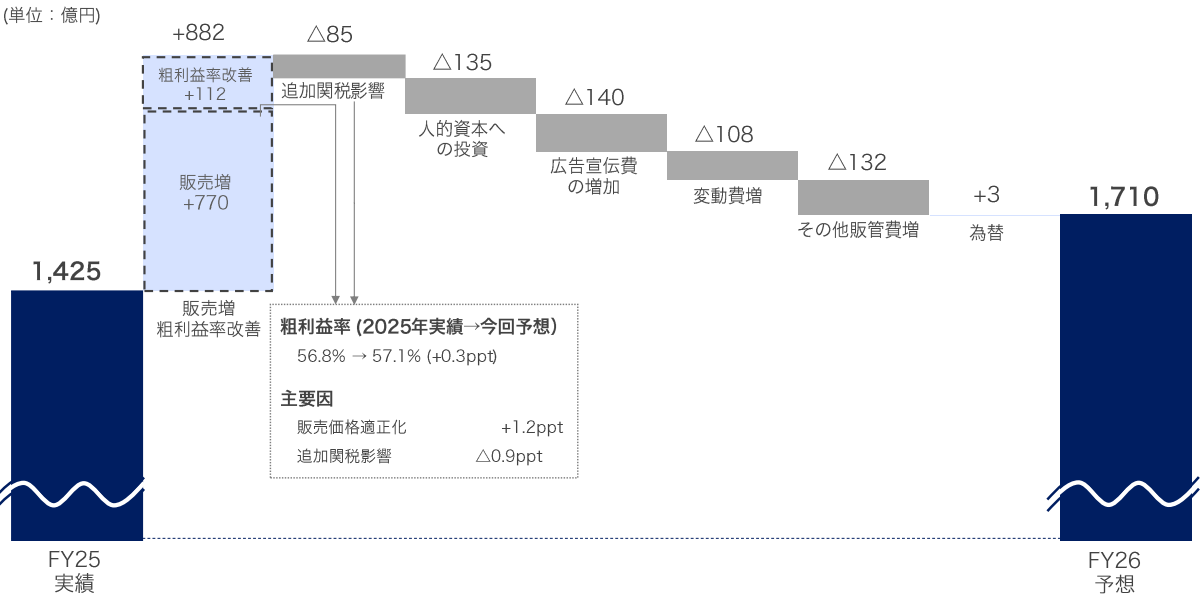 (単位：億円)
+882
粗利益率改善
+112
販売増
+770
販売増
粗利益率改善
△85
追加関税影響
△135
人的資本へ
の投資
△140
広告宣伝費
の増加
△108
変動費増
△132
その他販管費増
+3
為替
1,425
FY25
実績
1,710
FY26
予想
粗利益率 (2025年実績→今回予想）
56.8% → 57.1% (+0.3ppt)
主要因
販売価格適正化 +1.2ppt
追加関税影響 △0.9ppt